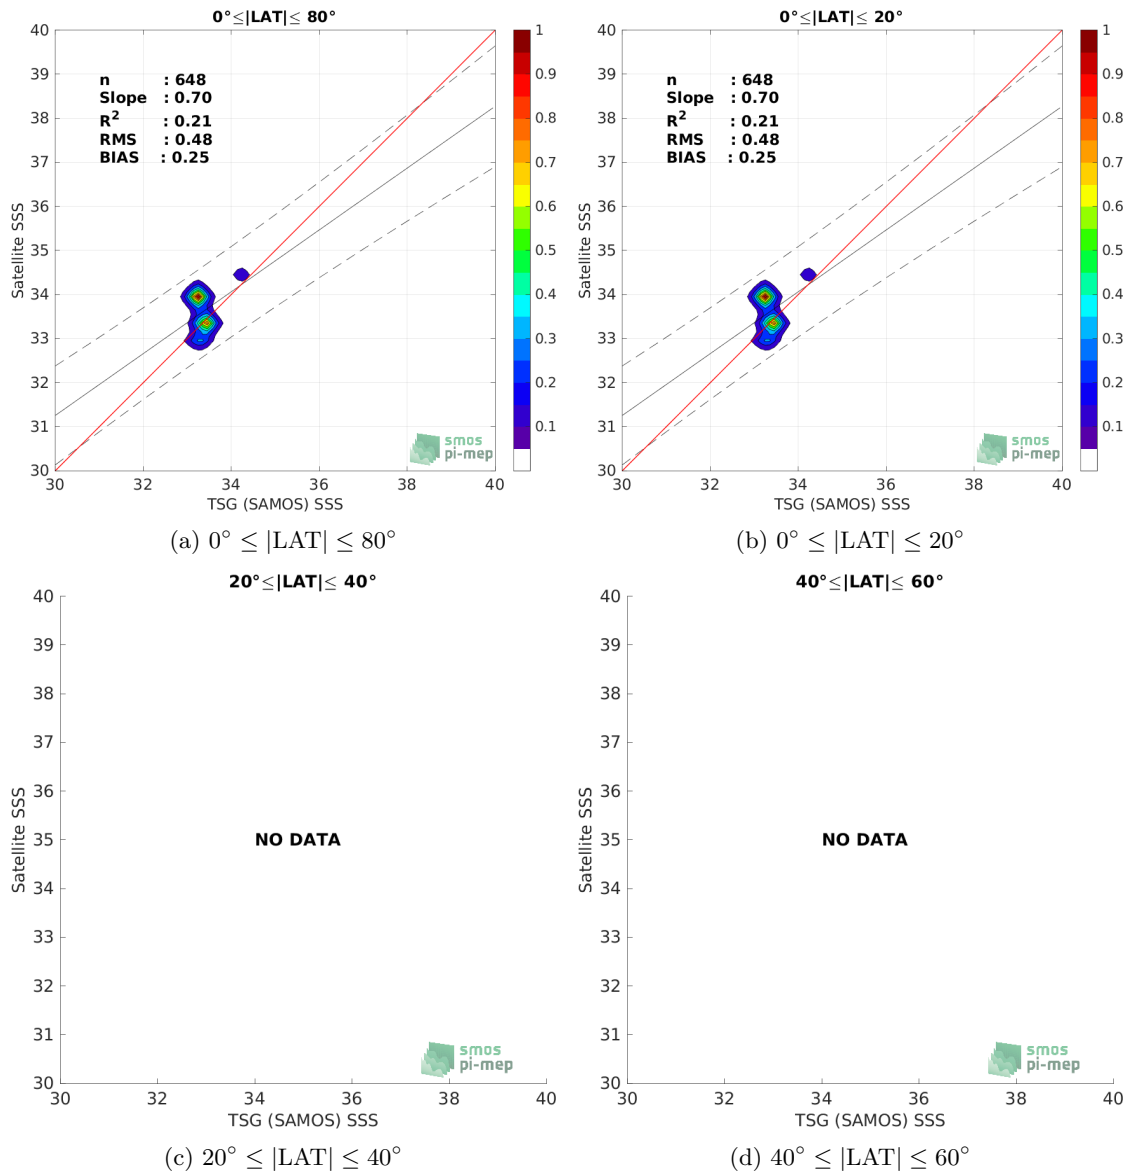 0°≤|LAT|≤ 80°
40
39
38
37
36
35
34
33
32
31
30
Satellite SSS
n : 648
Slope : 0.70
R² : 0.21
RMS : 0.48
BIAS : 0.25
smos
pi-mep
30 32 34 36 38 40
TSG (SAMOS) SSS
1
0.9
0.8
0.7
0.6
0.5
0.4
0.3
0.2
0.1
(a) 0° ≤ |LAT| ≤ 80°
0°≤|LAT|≤ 20°
40
39
38
37
36
35
34
33
32
31
30
Satellite SSS
n : 648
Slope : 0.70
R² : 0.21
RMS : 0.48
BIAS : 0.25
smos
pi-mep
30 32 34 36 38 40
TSG (SAMOS) SSS
1
0.9
0.8
0.7
0.6
0.5
0.4
0.3
0.2
0.1
(b) 0° ≤ |LAT| ≤ 20°
20°≤|LAT|≤ 40°
40
39
38
37
36
35
34
33
32
31
30
Satellite SSS
NO DATA
smos
pi-mep
30 32 34 36 38 40
TSG (SAMOS) SSS
(c) 20° ≤ |LAT| ≤ 40°
40°≤|LAT|≤ 60°
40
39
38
37
36
35
34
33
32
31
30
Satellite SSS
NO DATA
smos
pi-mep
30 32 34 36 38 40
TSG (SAMOS) SSS
(d) 40° ≤ |LAT| ≤ 60°